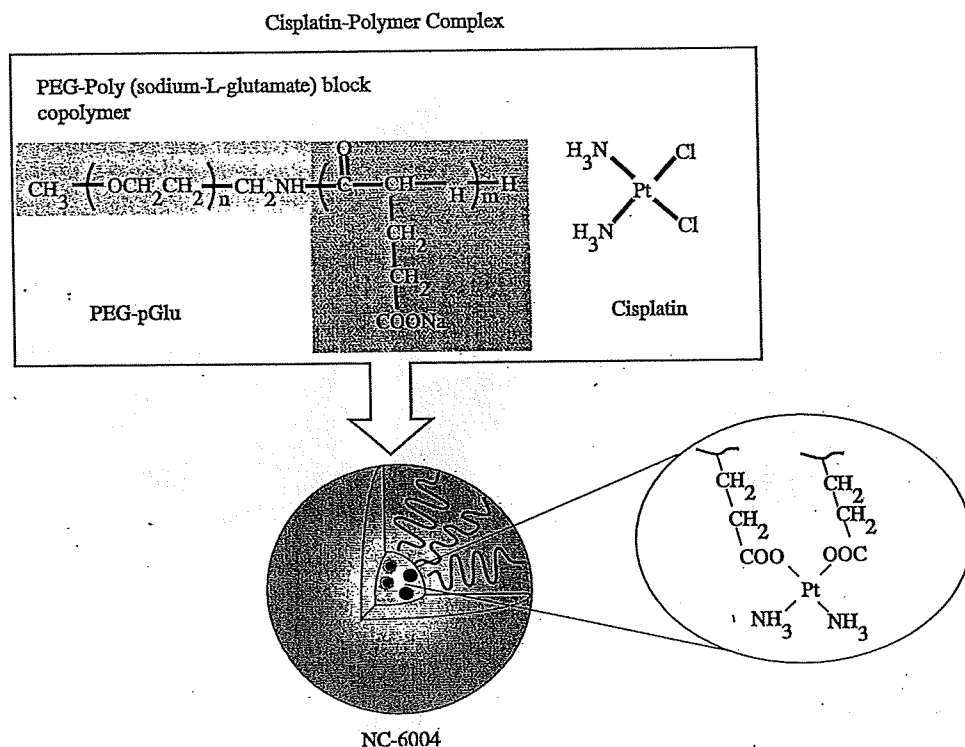 Cisplatin-Polymer Complex
PEG-Poly (sodium-L-glutamate) block
copolymer
CH3 ( OCH2CH2 )n CH2NH ( C CH H )m H
O
CH2
CH2
COONa
PEG-pGlu
H3N Cl
Pt
H3N Cl
Cisplatin
CH2 CH2
CH2 CH2
COO OOC
Pt
NH3 NH3
NC-6004